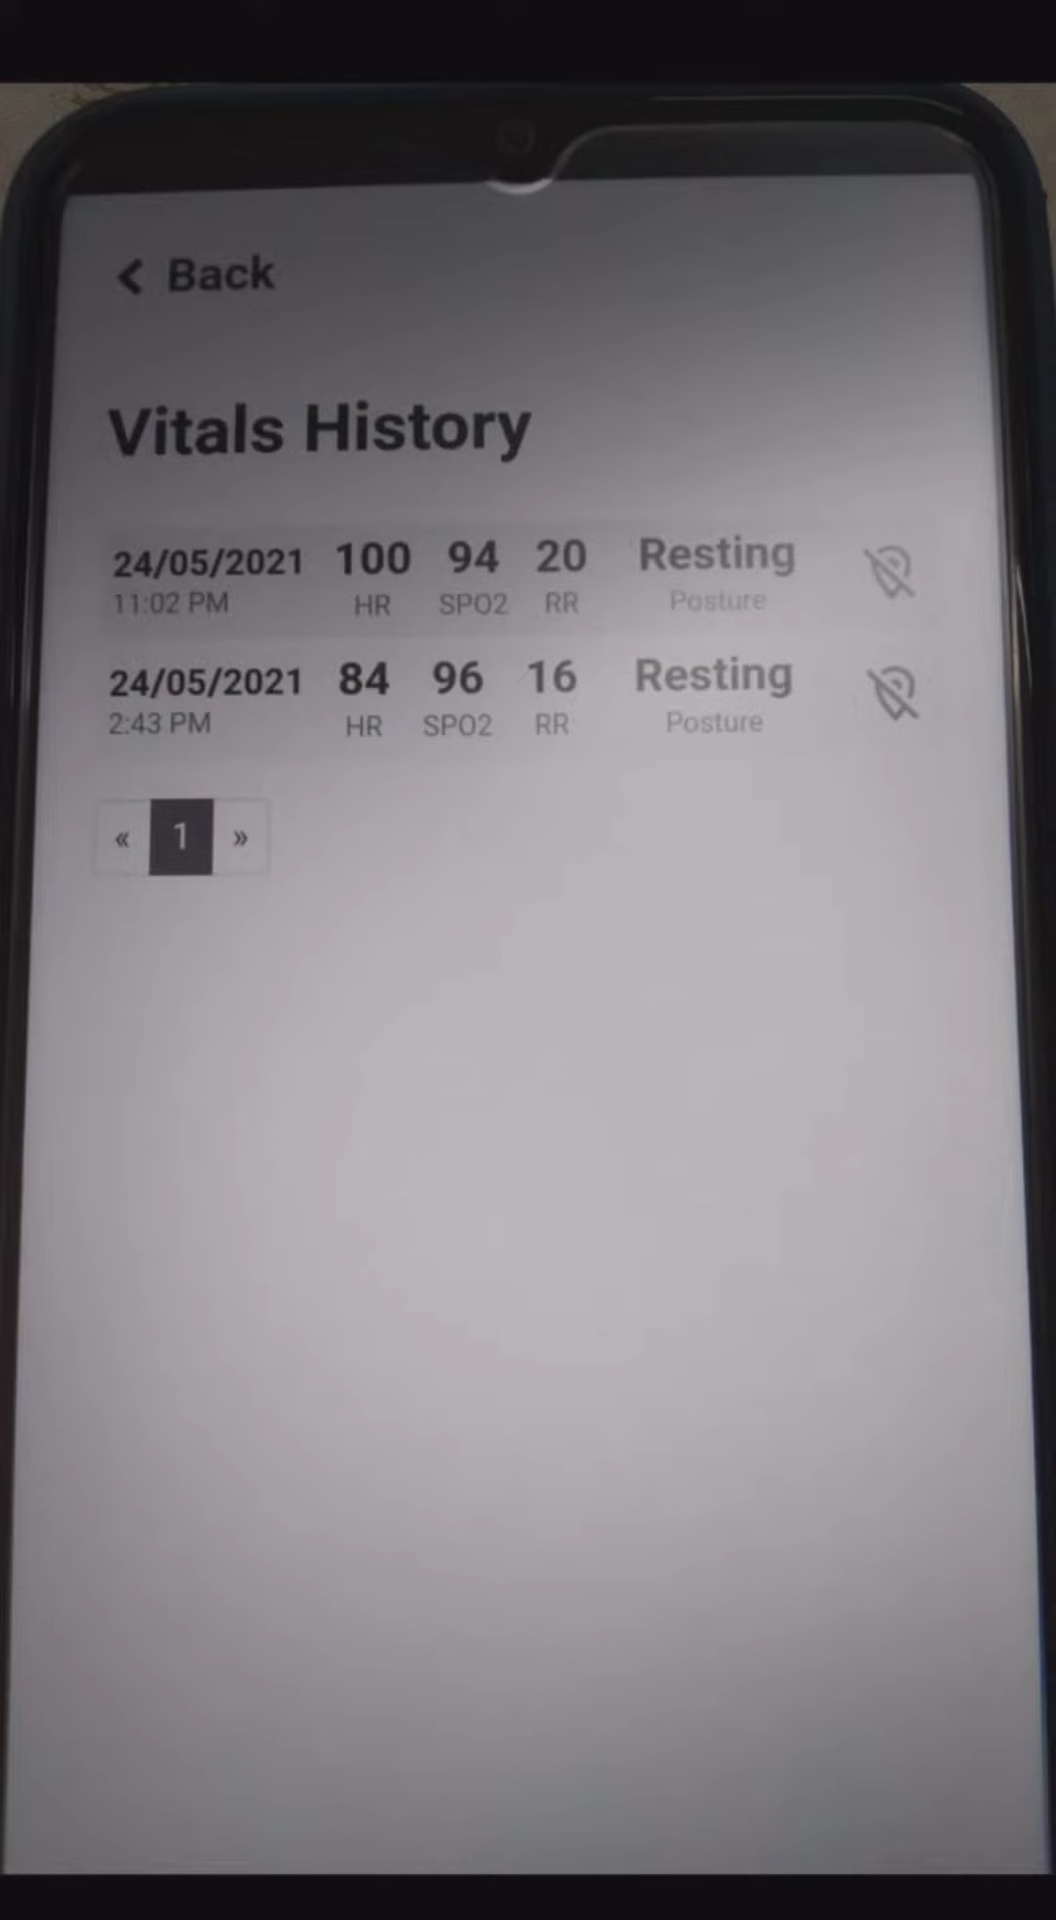 Back
Vitals History
24/05/2021 100 94 20 Resting
11:02 PM HR SPO2 RR Posture
24/05/2021 84 96 16 Resting
2:43 PM HR SPO2 RR Posture
« 1 »